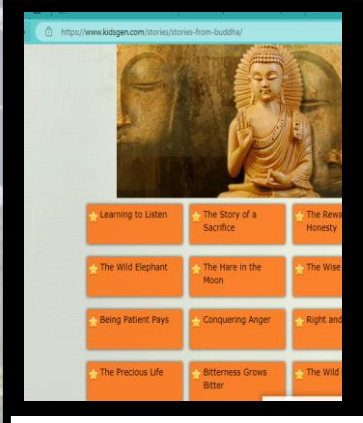 https://www.kidsgen.com/stories/stories-from-buddha/
Learning to Listen
The Story of a
Sacrifice
The Rewa
Honesty
The Wild Elephant
The Hare in the
Moon
The Wise
Being Patient Pays
Conquering Anger
Right and
The Precious Life
Bitterness Grows
Bitter
The Wild